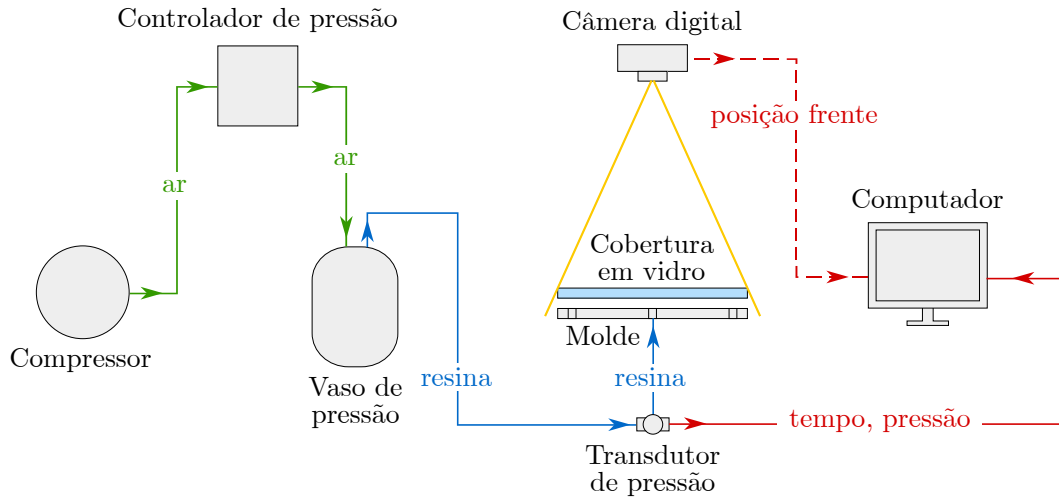 Controlador de pressão
Câmera digital
posição frente
ar
ar
Computador
Cobertura
em vidro
Molde
Compressor
Vaso de
pressão
resina
resina
tempo, pressão
Transdutor
de pressão